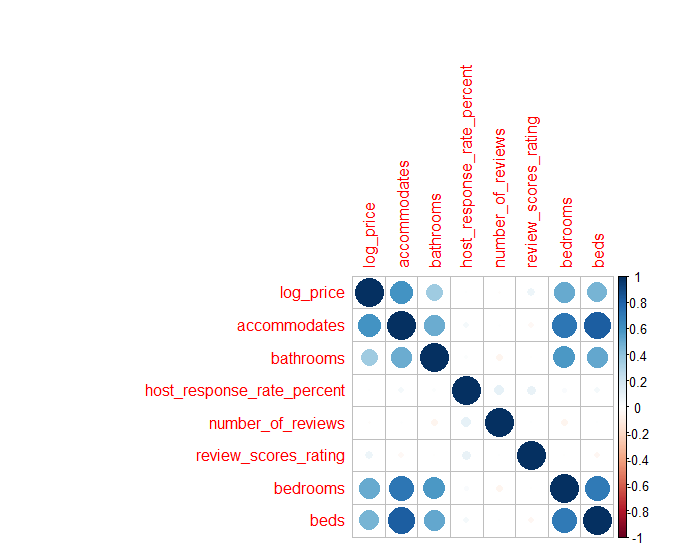 log_price
accommodates
bathrooms
host_response_rate_percent
number_of_reviews
review_scores_rating
bedrooms
beds
log_price
accommodates
bathrooms
host_response_rate_percent
number_of_reviews
review_scores_rating
bedrooms
beds
1
0.8
0.6
0.4
0.2
0
-0.2
-0.4
-0.6
-0.8
-1